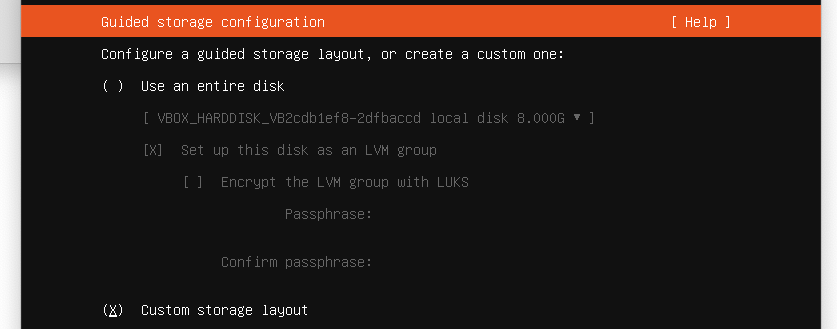 Guided storage configuration [ Help ]
Configure a guided storage layout, or create a custom one:
( ) Use an entire disk
[ VBOX_HARDDISK_VB2cdb1ef8-2dfbaccd local disk 8.000G ▾ ]
[X] Set up this disk as an LVM group
[ ] Encrypt the LVM group with LUKS
Passphrase:
Confirm passphrase:
(X) Custom storage layout